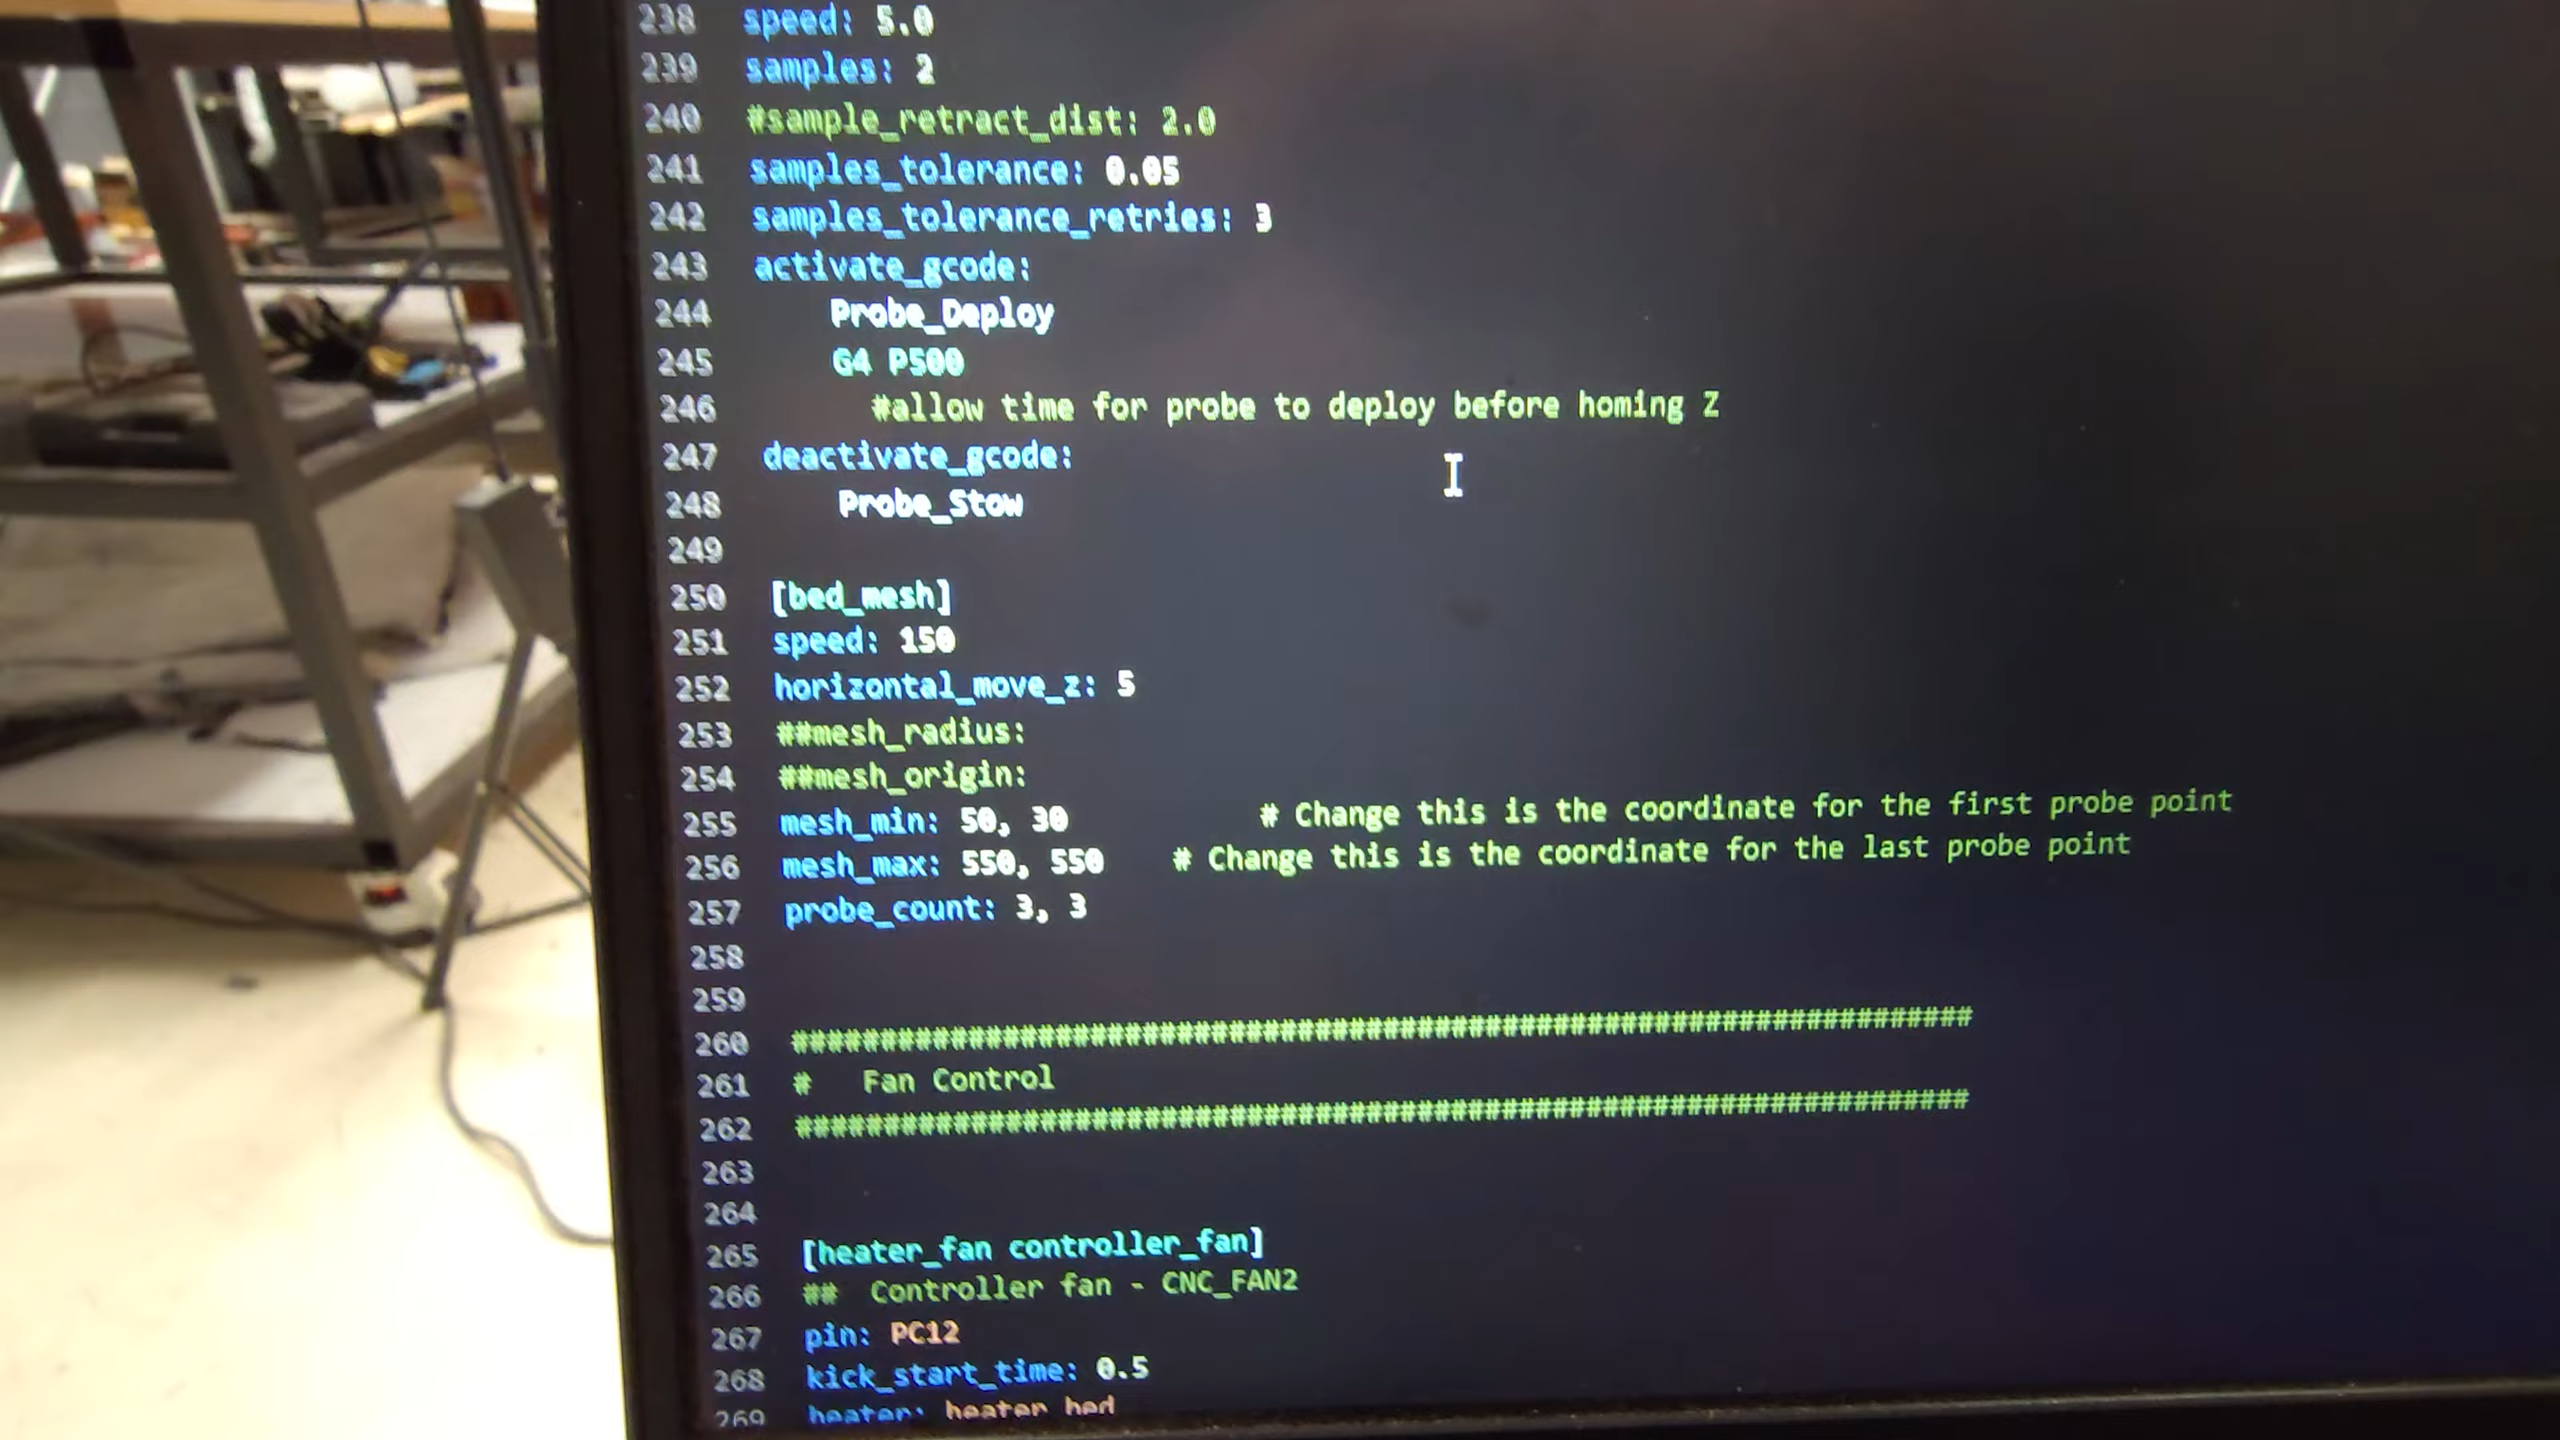 238 speed: 5.0
239 samples: 2
240 #sample_retract_dist: 2.0
241 samples_tolerance: 0.05
242 samples_tolerance_retries: 3
243 activate_gcode:
244 Probe_Deploy
245 G4 P500
246 #allow time for probe to deploy before homing Z
247 deactivate_gcode:
248 Probe_Stow
249
250 [bed_mesh]
251 speed: 150
252 horizontal_move_z: 5
253 ##mesh_radius:
254 ##mesh_origin:
255 mesh_min: 50, 30 # Change this is the coordinate for the first probe point
256 mesh_max: 550, 550 # Change this is the coordinate for the last probe point
257 probe_count: 3, 3
258
259
260 ##################################################################
261 # Fan Control
262 ##################################################################
263
264
265 [heater_fan controller_fan]
266 ## Controller fan - CNC_FAN2
267 pin: PC12
268 kick_start_time: 0.5
269 heater: heater_bed